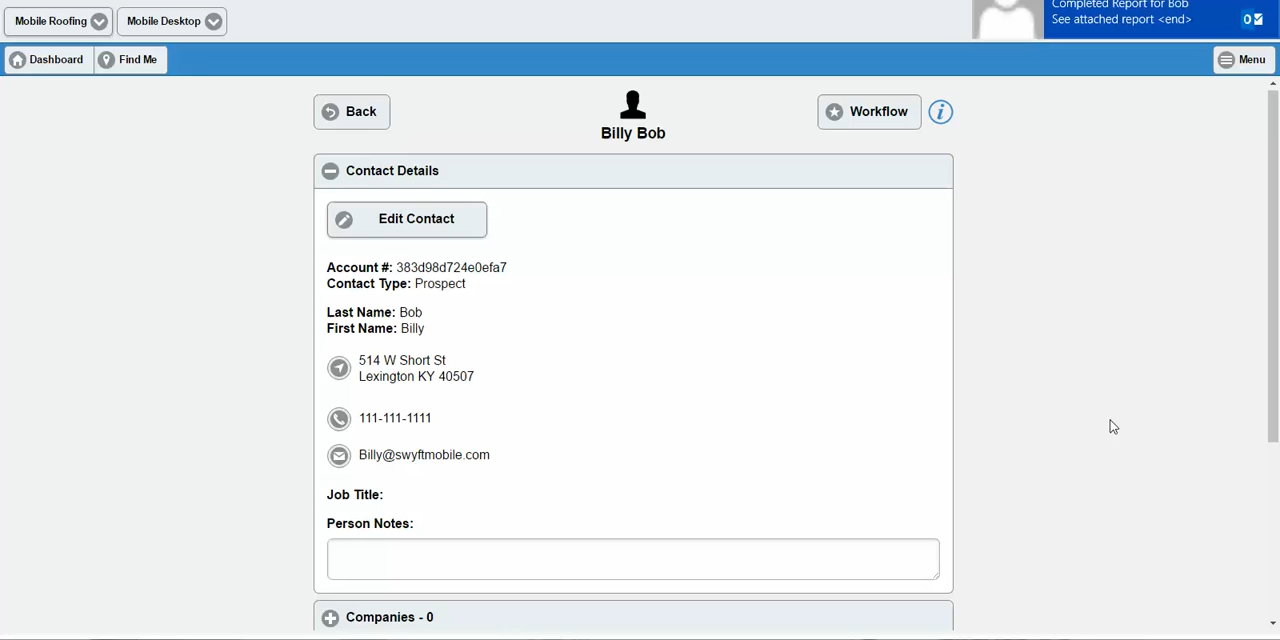 Mobile Roofing
Mobile Desktop
Completed Report for Bob
See attached report <end>
0
Dashboard
Find Me
Menu
Back
Billy Bob
Workflow
i
Contact Details
Edit Contact
Account #: 383d98d724e0efa7
Contact Type: Prospect
Last Name: Bob
First Name: Billy
514 W Short St
Lexington KY 40507
111-111-1111
Billy@swyftmobile.com
Job Title:
Person Notes:
Companies - 0